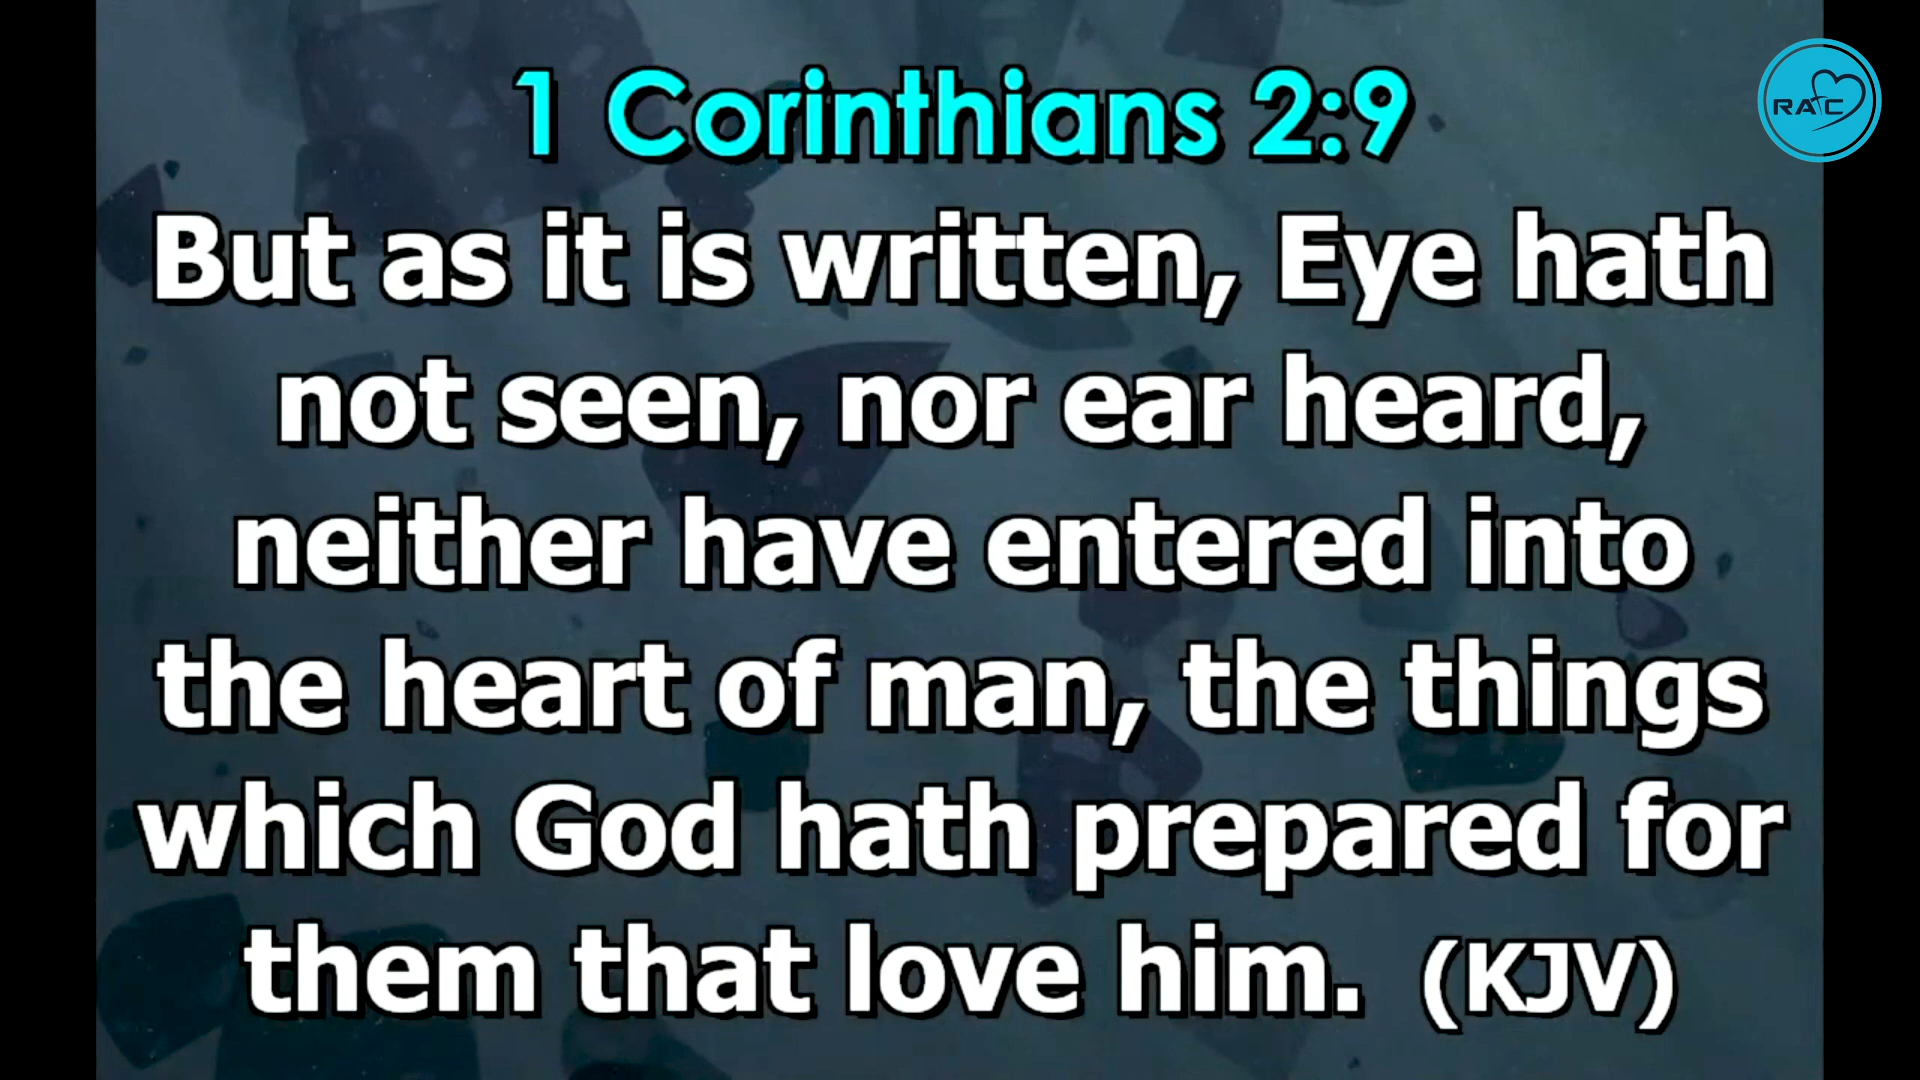 1 Corinthians 2:9
RATC
But as it is written, Eye hath
not seen, nor ear heard,
neither have entered into
the heart of man, the things
which God hath prepared for
them that love him. (KJV)